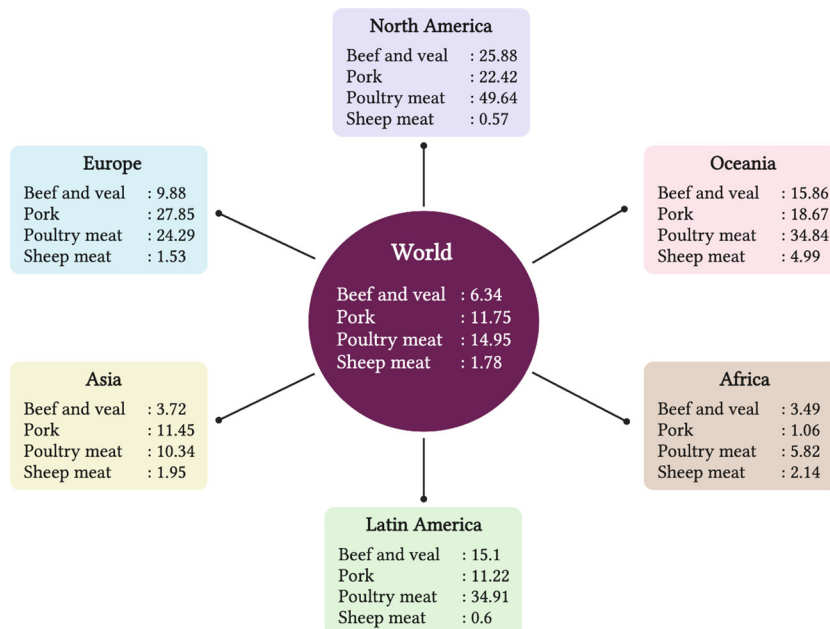 North America
Beef and veal : 25.88
Pork : 22.42
Poultry meat : 49.64
Sheep meat : 0.57
Europe
Beef and veal : 9.88
Pork : 27.85
Poultry meat : 24.29
Sheep meat : 1.53
Oceania
Beef and veal : 15.86
Pork : 18.67
Poultry meat : 34.84
Sheep meat : 4.99
World
Beef and veal : 6.34
Pork : 11.75
Poultry meat : 14.95
Sheep meat : 1.78
Asia
Beef and veal : 3.72
Pork : 11.45
Poultry meat : 10.34
Sheep meat : 1.95
Africa
Beef and veal : 3.49
Pork : 1.06
Poultry meat : 5.82
Sheep meat : 2.14
Latin America
Beef and veal : 15.1
Pork : 11.22
Poultry meat : 34.91
Sheep meat : 0.6